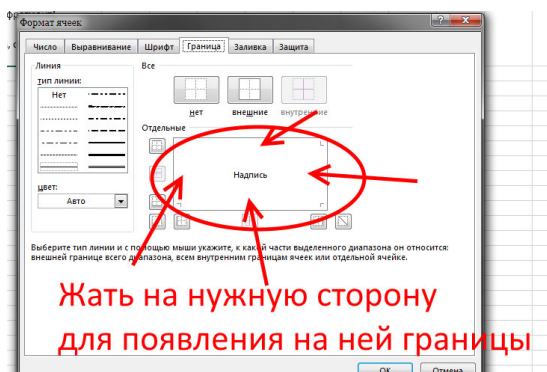 Формат ячеек
Число Выравнивание Шрифт Граница Заливка Защита
Линия
Все
тип линии:
Нет
нет внешние внутренние
Отдельные
Надпись
цвет:
Авто
Выберите тип линии и с помощью мыши укажите, к какой части выделенного диапазона он относится:
внешней границе всего диапазона, всем внутренним границам ячеек или отдельной ячейке.
Жать на нужную сторону
для появления на ней границы
ОК Отмена